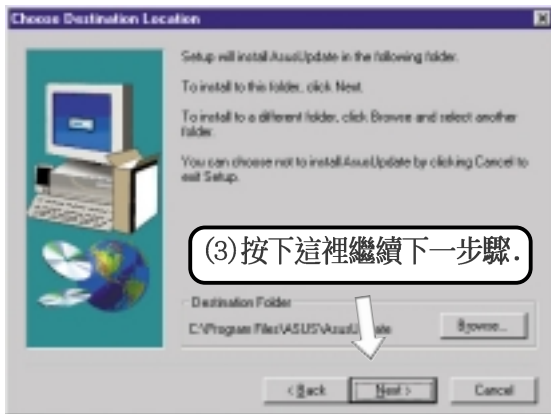 Choose Destination Location
Setup will install AsusUpdate in the following folder.
To install to this folder, click Next.
To install to a different folder, click Browse and select another
folder.
You can choose not to install AsusUpdate by clicking Cancel to
exit Setup.
(3)按下這裡繼續下一步驟.
Destination Folder
C:\Program Files\ASUS\
Browse...
< Back
Next >
Cancel